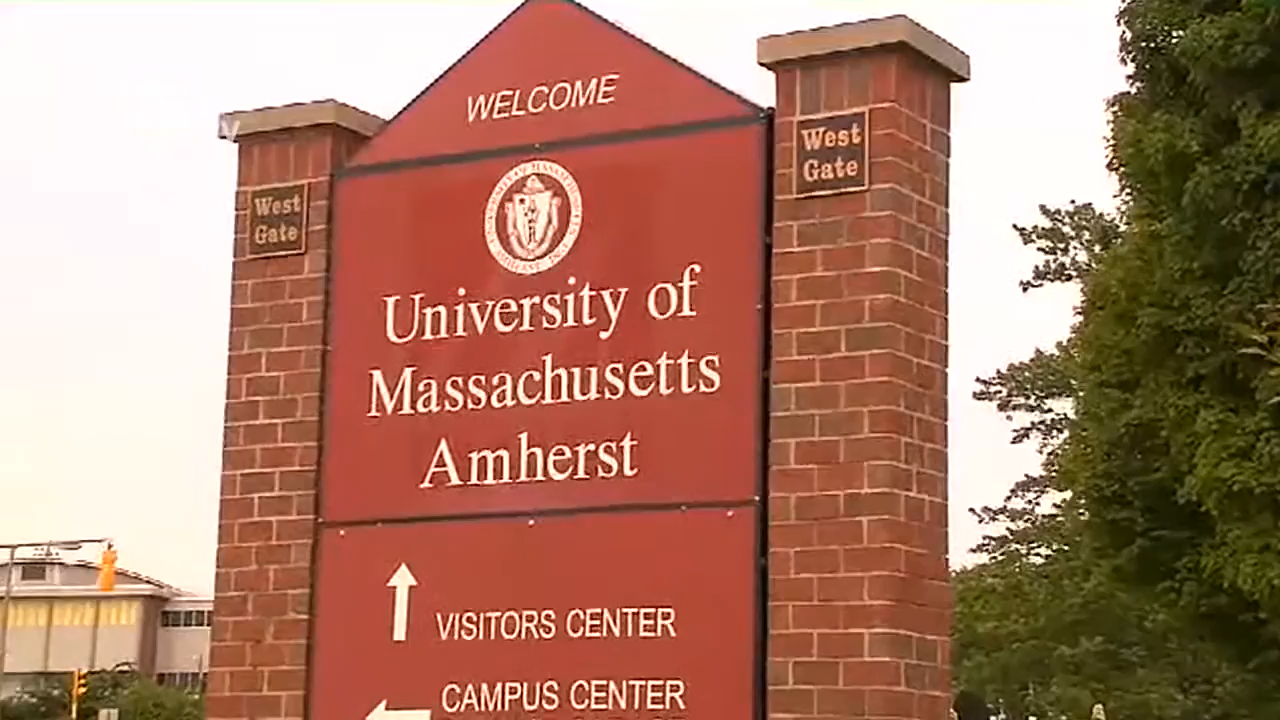 WELCOME
West
Gate
West
Gate
University of
Massachusetts
Amherst
VISITORS CENTER
CAMPUS CENTER